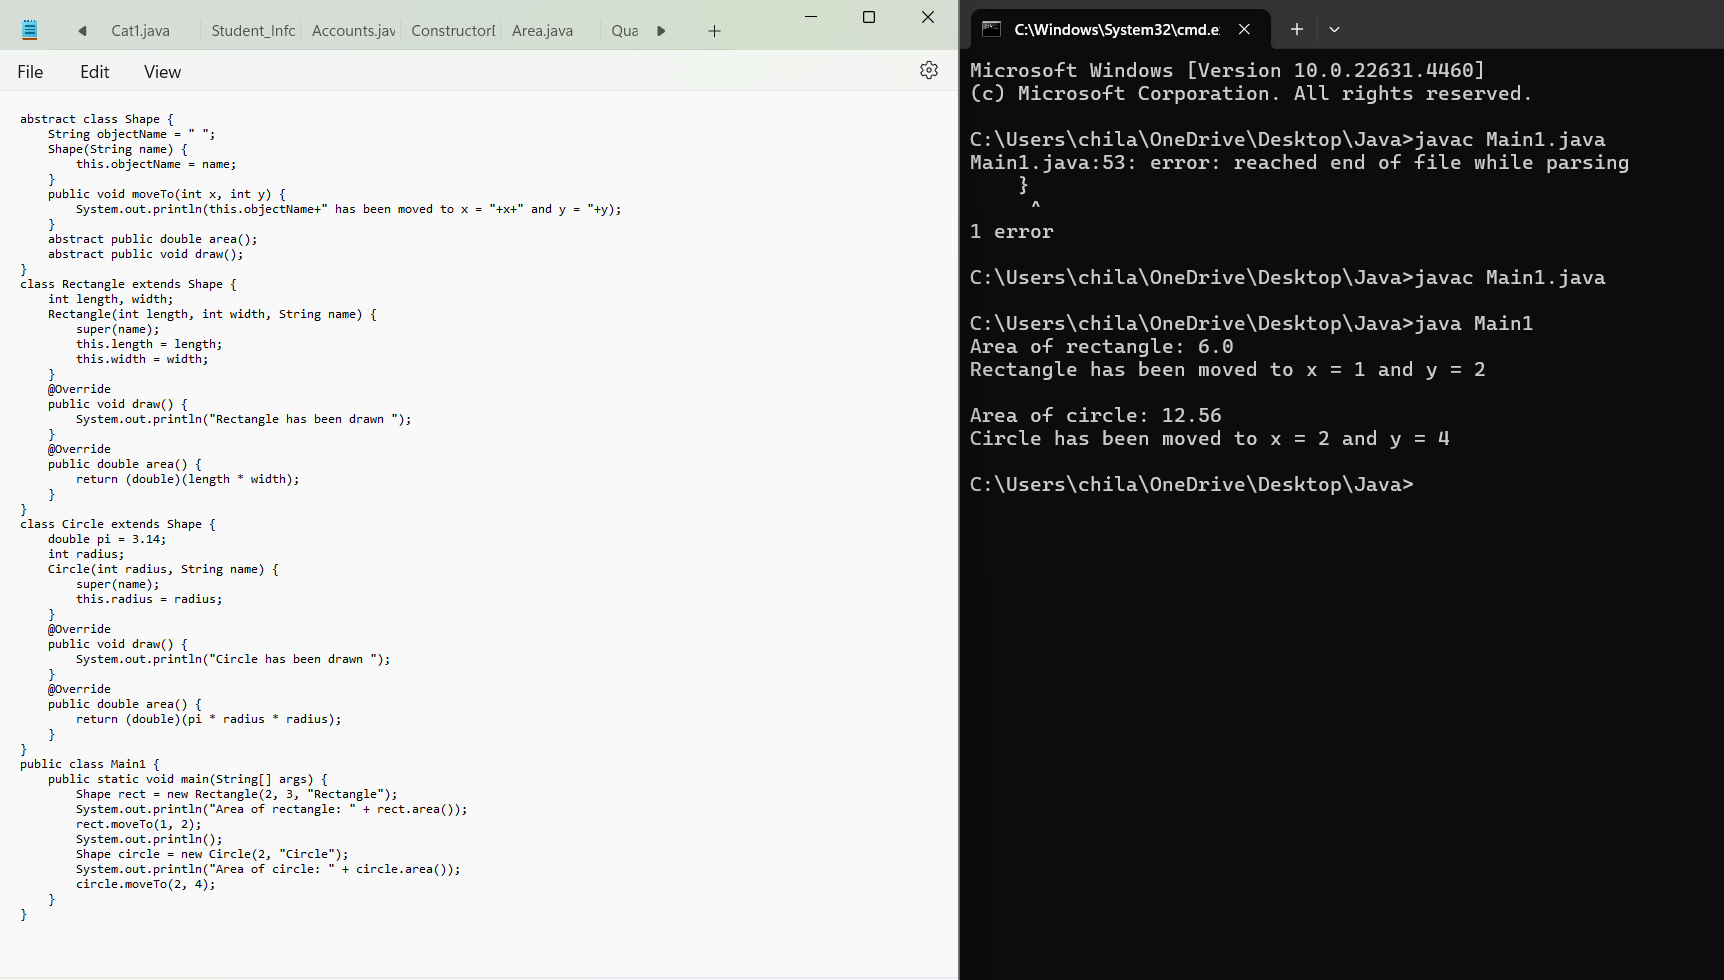 Cat1.java Student_Info Accounts.jav Constructor Area.java Qua
File Edit View
abstract class Shape {
    String objectName = " ";
    Shape(String name) {
        this.objectName = name;
    }
    public void moveTo(int x, int y) {
        System.out.println(this.objectName+" has been moved to x = "+x+" and y = "+y);
    }
    abstract public double area();
    abstract public void draw();
}
class Rectangle extends Shape {
    int length, width;
    Rectangle(int length, int width, String name) {
        super(name);
        this.length = length;
        this.width = width;
    }
    @Override
    public void draw() {
        System.out.println("Rectangle has been drawn ");
    }
    @Override
    public double area() {
        return (double)(length * width);
    }
}
class Circle extends Shape {
    double pi = 3.14;
    int radius;
    Circle(int radius, String name) {
        super(name);
        this.radius = radius;
    }
    @Override
    public void draw() {
        System.out.println("Circle has been drawn ");
    }
    @Override
    public double area() {
        return (double)(pi * radius * radius);
    }
}
public class Main1 {
    public static void main(String[] args) {
        Shape rect = new Rectangle(2, 3, "Rectangle");
        System.out.println("Area of rectangle: " + rect.area());
        rect.moveTo(1, 2);
        System.out.println();
        Shape circle = new Circle(2, "Circle");
        System.out.println("Area of circle: " + circle.area());
        circle.moveTo(2, 4);
    }
}
C:\Windows\System32\cmd.e
Microsoft Windows [Version 10.0.22631.4460]
(c) Microsoft Corporation. All rights reserved.
C:\Users\chila\OneDrive\Desktop\Java>javac Main1.java
Main1.java:53: error: reached end of file while parsing
    }
     ^
1 error
C:\Users\chila\OneDrive\Desktop\Java>javac Main1.java
C:\Users\chila\OneDrive\Desktop\Java>java Main1
Area of rectangle: 6.0
Rectangle has been moved to x = 1 and y = 2
Area of circle: 12.56
Circle has been moved to x = 2 and y = 4
C:\Users\chila\OneDrive\Desktop\Java>